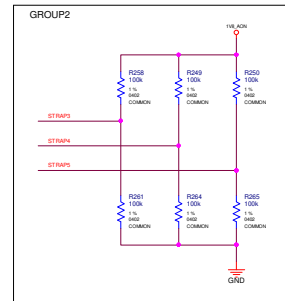 GROUP2
1V8_AON
R258
100k
1 %
0402
COMMON
R249
100k
1 %
0402
COMMON
R250
100k
1 %
0402
COMMON
STRAP3
STRAP4
STRAP5
R261
100k
1 %
0402
COMMON
R264
100k
1 %
0402
COMMON
R265
100k
1 %
0402
COMMON
GND